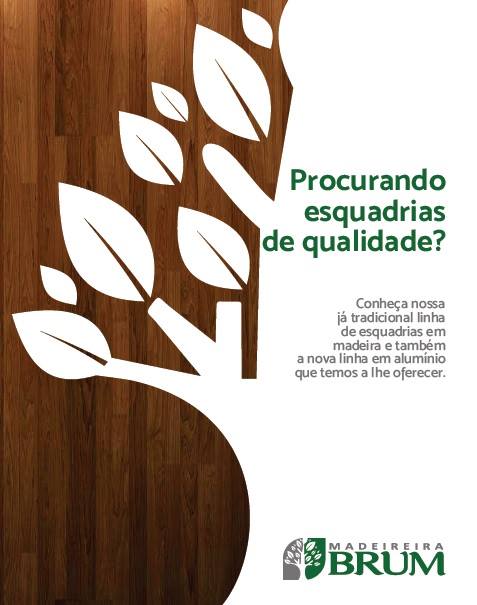 Procurando
esquadrias
de qualidade?
Conheça nossa
já tradicional linha
de esquadrias em
madeira e também
a nova linha em alumínio
que temos a lhe oferecer.
MADEIREIRA
BRUM